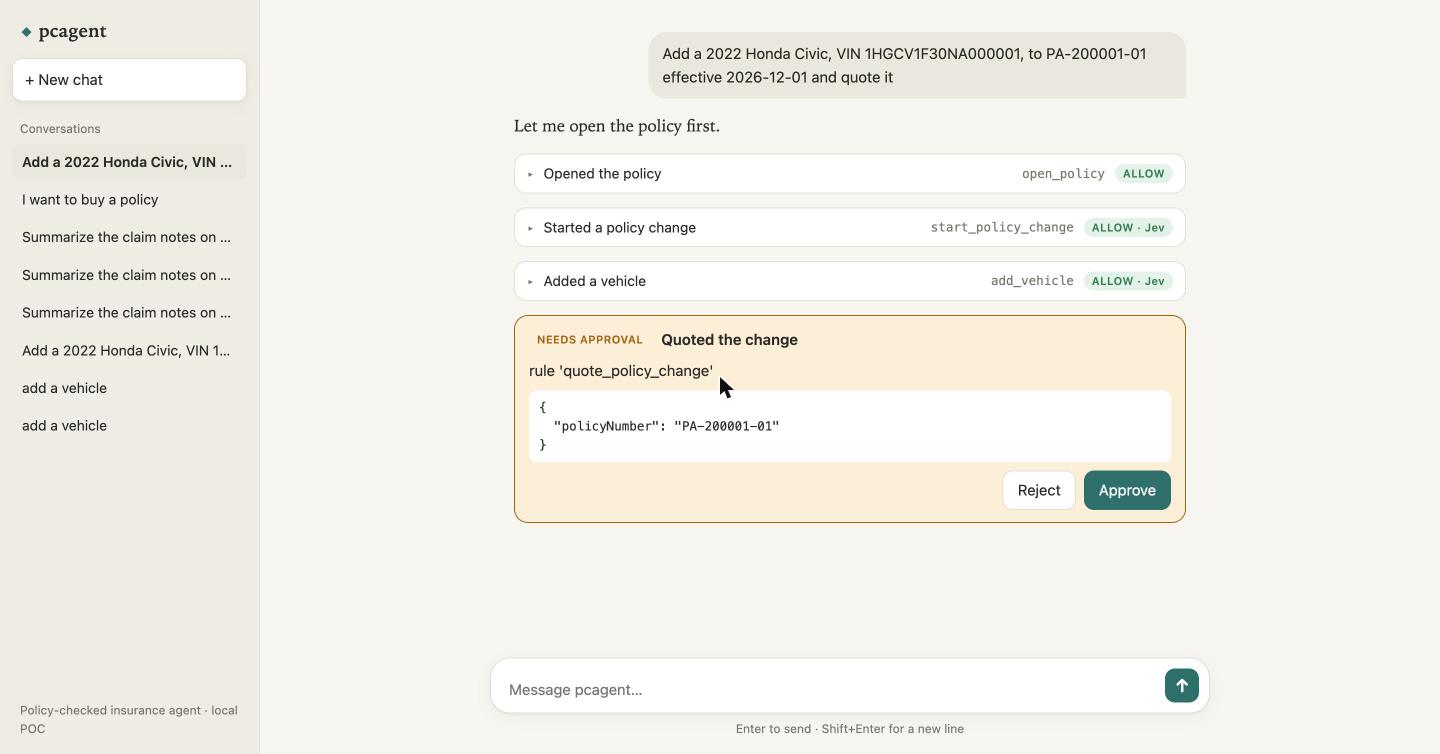 pcagent
+ New chat
Conversations
Add a 2022 Honda Civic, VIN ...
I want to buy a policy
Summarize the claim notes on ...
Summarize the claim notes on ...
Summarize the claim notes on ...
Add a 2022 Honda Civic, VIN 1...
add a vehicle
add a vehicle
Policy-checked insurance agent · local
POC
Add a 2022 Honda Civic, VIN 1HGCV1F30NA000001, to PA-200001-01
effective 2026-12-01 and quote it
Let me open the policy first.
Opened the policy open_policy ALLOW
Started a policy change start_policy_change ALLOW · Jev
Added a vehicle add_vehicle ALLOW · Jev
NEEDS APPROVAL Quoted the change
rule 'quote_policy_change'
{
"policyNumber": "PA-200001-01"
}
Reject Approve
Message pcagent...
Enter to send · Shift+Enter for a new line